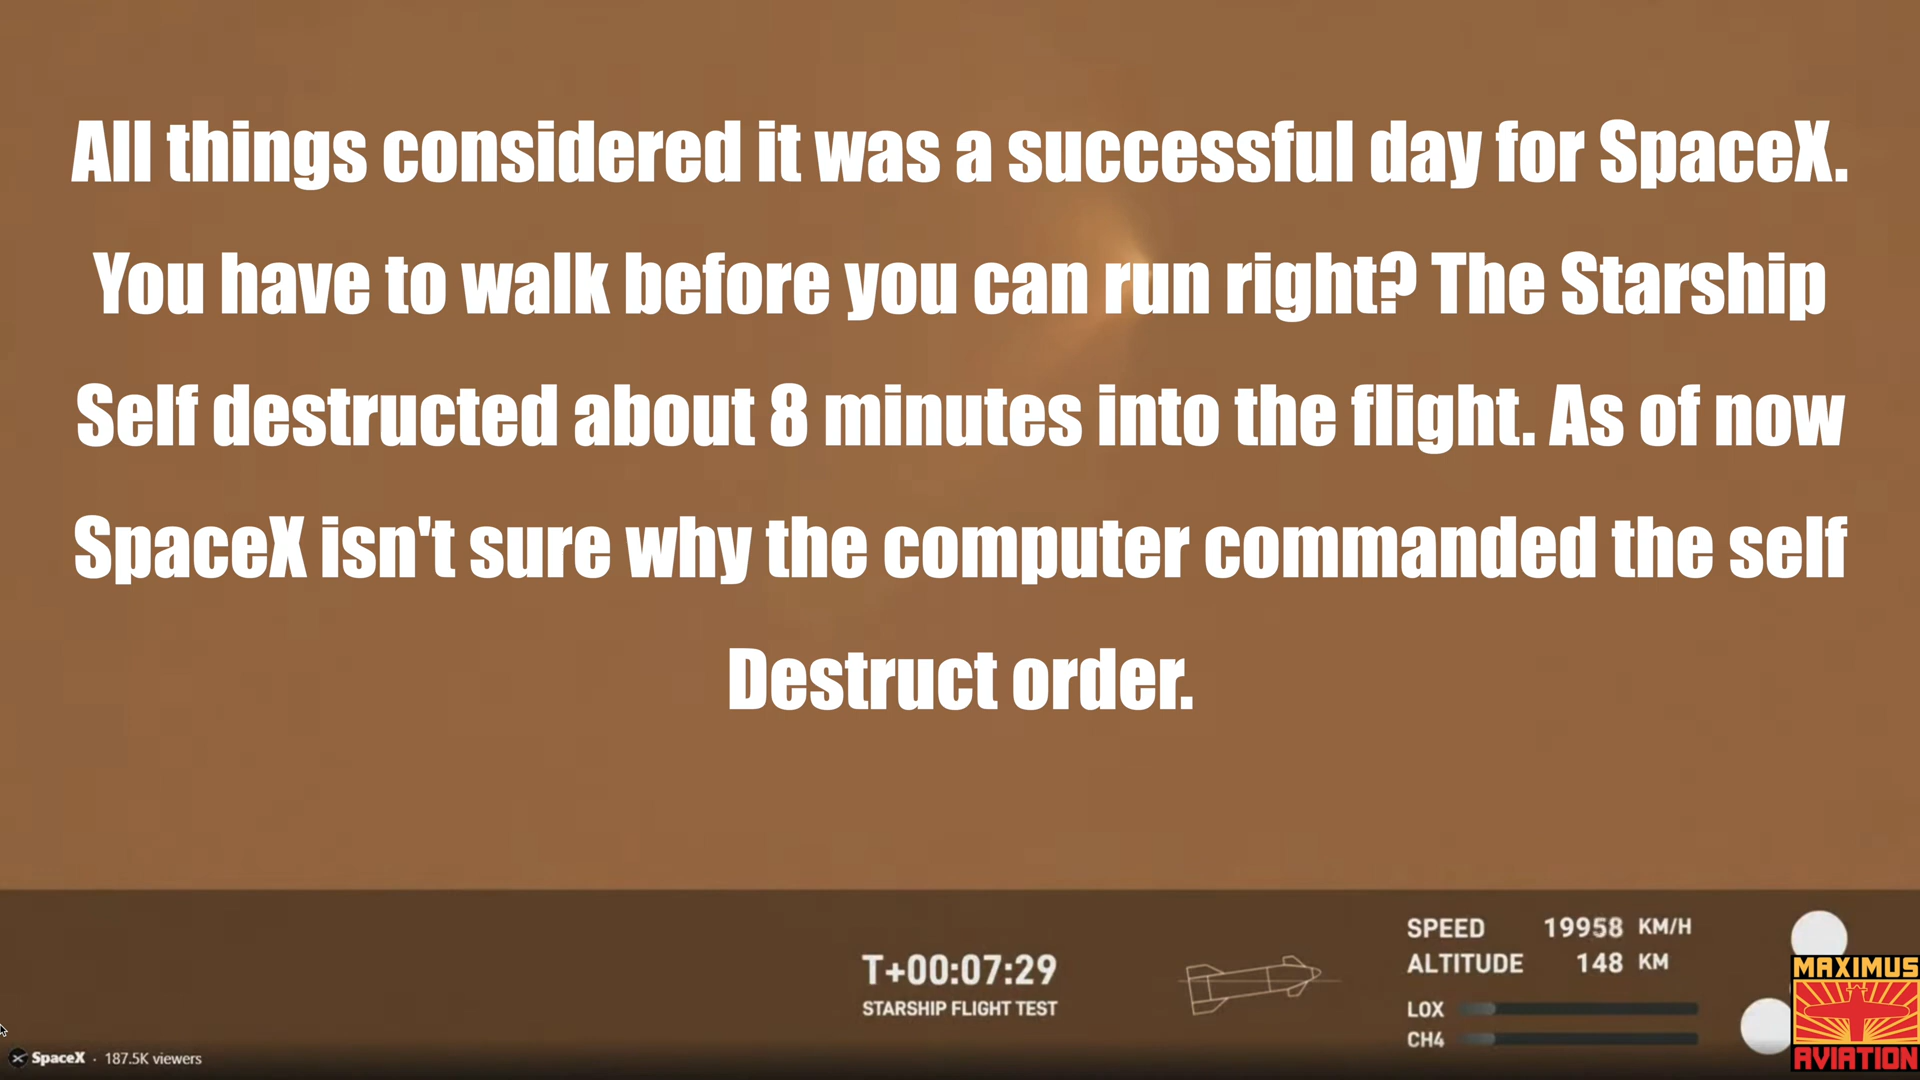 All things considered it was a successful day for SpaceX.
You have to walk before you can run right? The Starship
Self destructed about 8 minutes into the flight. As of now
SpaceX isn't sure why the computer commanded the self
Destruct order.
T+00:07:29
STARSHIP FLIGHT TEST
SPEED 19958 KM/H
ALTITUDE 148 KM
LOX
CH4
MAXIMUS
AVIATION
SpaceX · 187.5K viewers